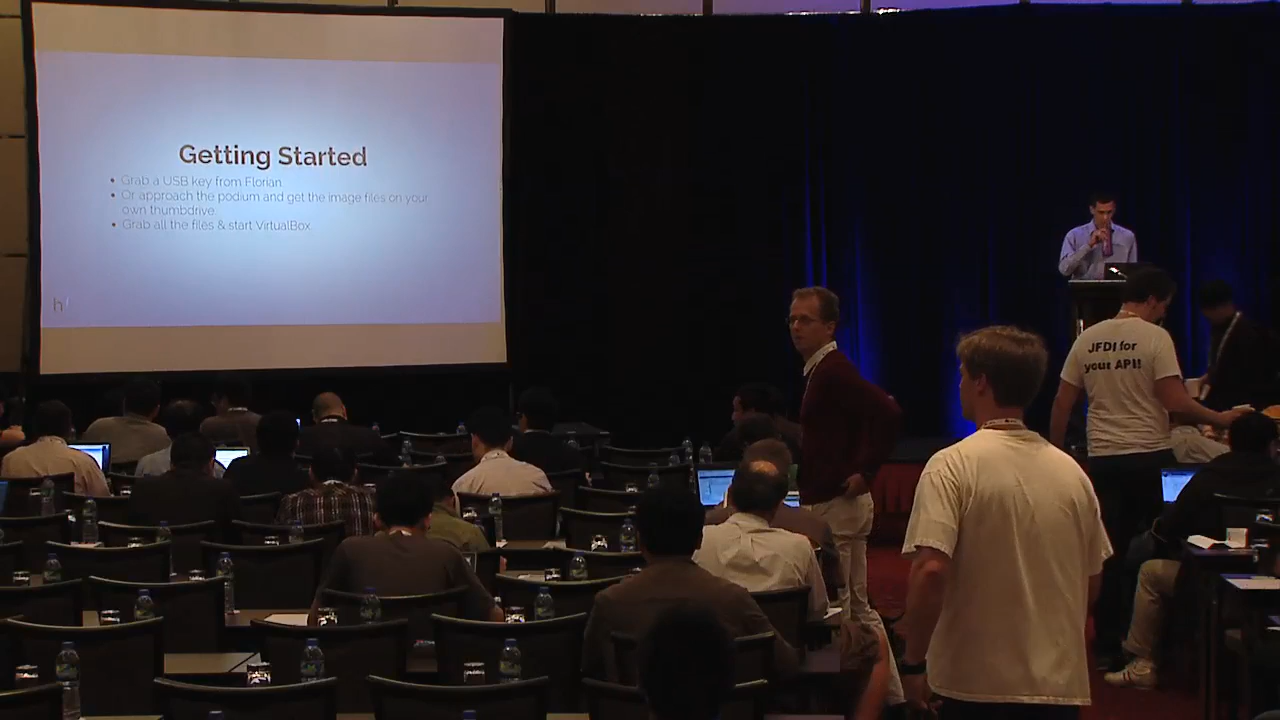 Getting Started
• Grab a USB key from Florian
• Or approach the podium and get the image files on your
own thumbdrive.
• Grab all the files & start VirtualBox
h
JFDI for
your API!